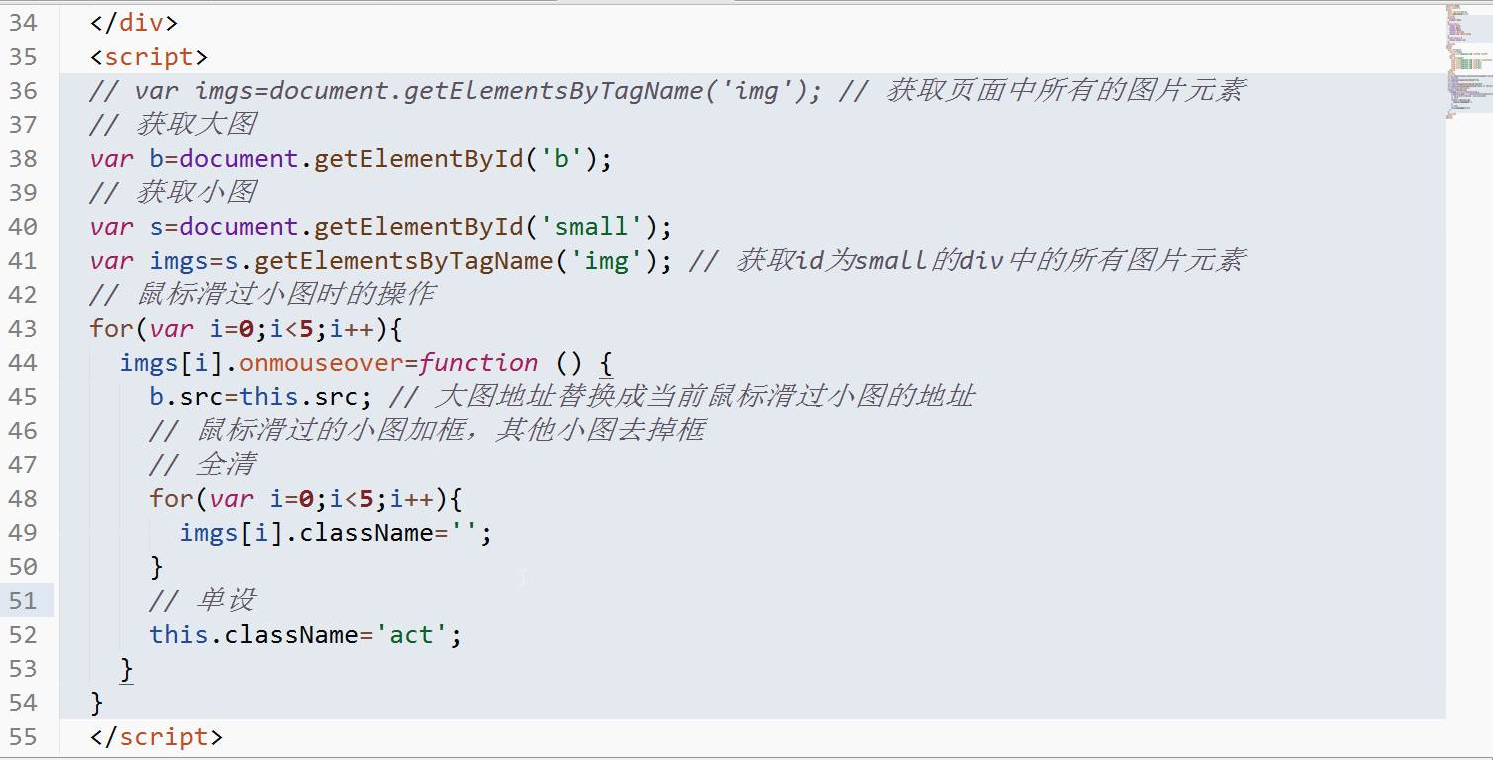 34 </div>
35 <script>
36 // var imgs=document.getElementsByTagName('img'); // 获取页面中所有的图片元素
37 // 获取大图
38 var b=document.getElementById('b');
39 // 获取小图
40 var s=document.getElementById('small');
41 var imgs=s.getElementsByTagName('img'); // 获取id为small的div中的所有图片元素
42 // 鼠标滑过小图时的操作
43 for(var i=0;i<5;i++){
44 imgs[i].onmouseover=function () {
45 b.src=this.src; // 大图地址替换成当前鼠标滑过小图的地址
46 // 鼠标滑过的小图加框，其他小图去掉框
47 // 全清
48 for(var i=0;i<5;i++){
49 imgs[i].className='';
50 }
51 // 单设
52 this.className='act';
53 }
54 }
55 </script>